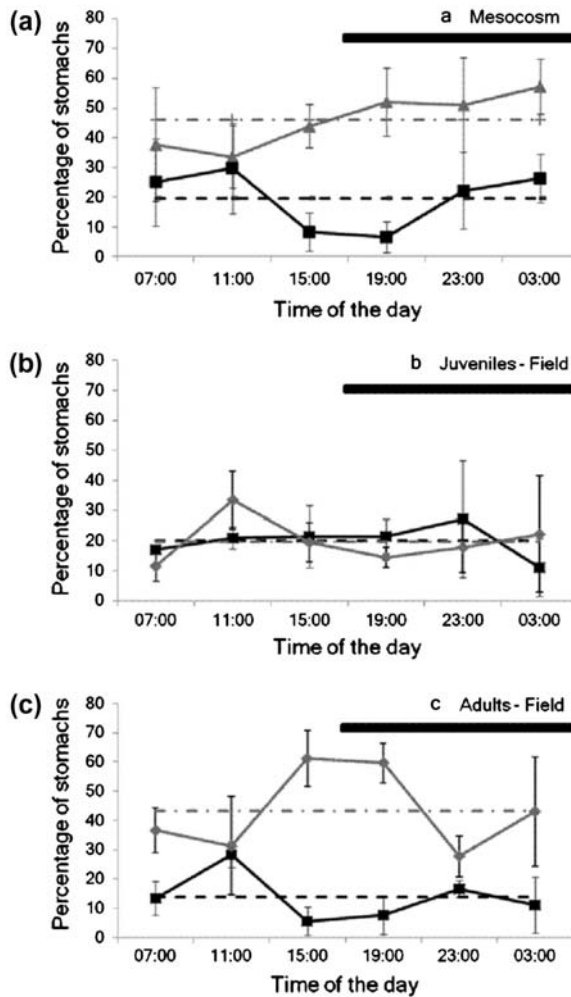 (a)
a Mesocosm
Percentage of stomachs
80
70
60
50
40
30
20
10
0
07:00 11:00 15:00 19:00 23:00 03:00
Time of the day
(b)
b Juveniles - Field
Percentage of stomachs
80
70
60
50
40
30
20
10
0
07:00 11:00 15:00 19:00 23:00 03:00
Time of the day
(c)
c Adults - Field
Percentage of stomachs
80
70
60
50
40
30
20
10
0
07:00 11:00 15:00 19:00 23:00 03:00
Time of the day